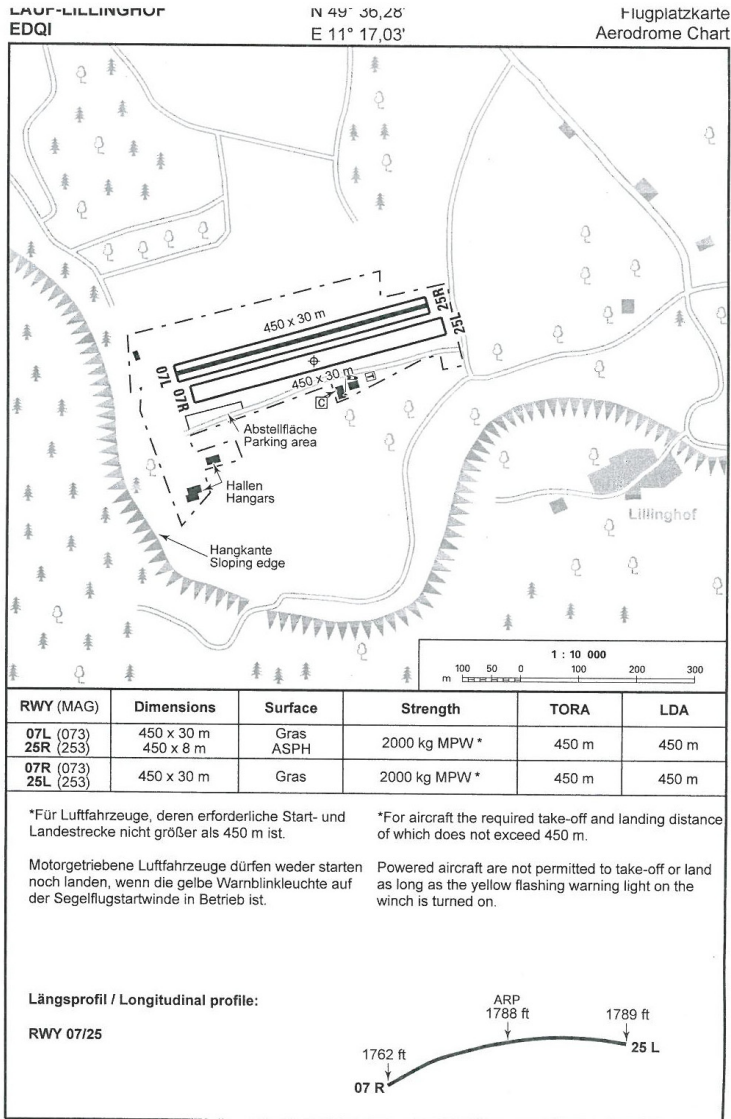 LAUF-LILLINGHOF
EDQI
N 49° 36,28'
E 11° 17,03'
Flugplatzkarte
Aerodrome Chart
450 x 30 m
25R
25L
07L
07R
450 x 30 m
C
T
Abstellfläche
Parking area
Hallen
Hangars
Hangkante
Sloping edge
Lillinghof
1 : 10 000
m 100 50 0 100 200 300
RWY (MAG) Dimensions Surface Strength TORA LDA
07L (073) 450 x 30 m Gras 2000 kg MPW * 450 m 450 m
25R (253) 450 x 8 m ASPH
07R (073) 450 x 30 m Gras 2000 kg MPW * 450 m 450 m
25L (253)
*Für Luftfahrzeuge, deren erforderliche Start- und
Landestrecke nicht größer als 450 m ist.
*For aircraft the required take-off and landing distance
of which does not exceed 450 m.
Motorgetriebene Luftfahrzeuge dürfen weder starten
noch landen, wenn die gelbe Warnblinkleuchte auf
der Segelflugstartwinde in Betrieb ist.
Powered aircraft are not permitted to take-off or land
as long as the yellow flashing warning light on the
winch is turned on.
Längsprofil / Longitudinal profile:
RWY 07/25
ARP
1788 ft
1789 ft
1762 ft
25 L
07 R